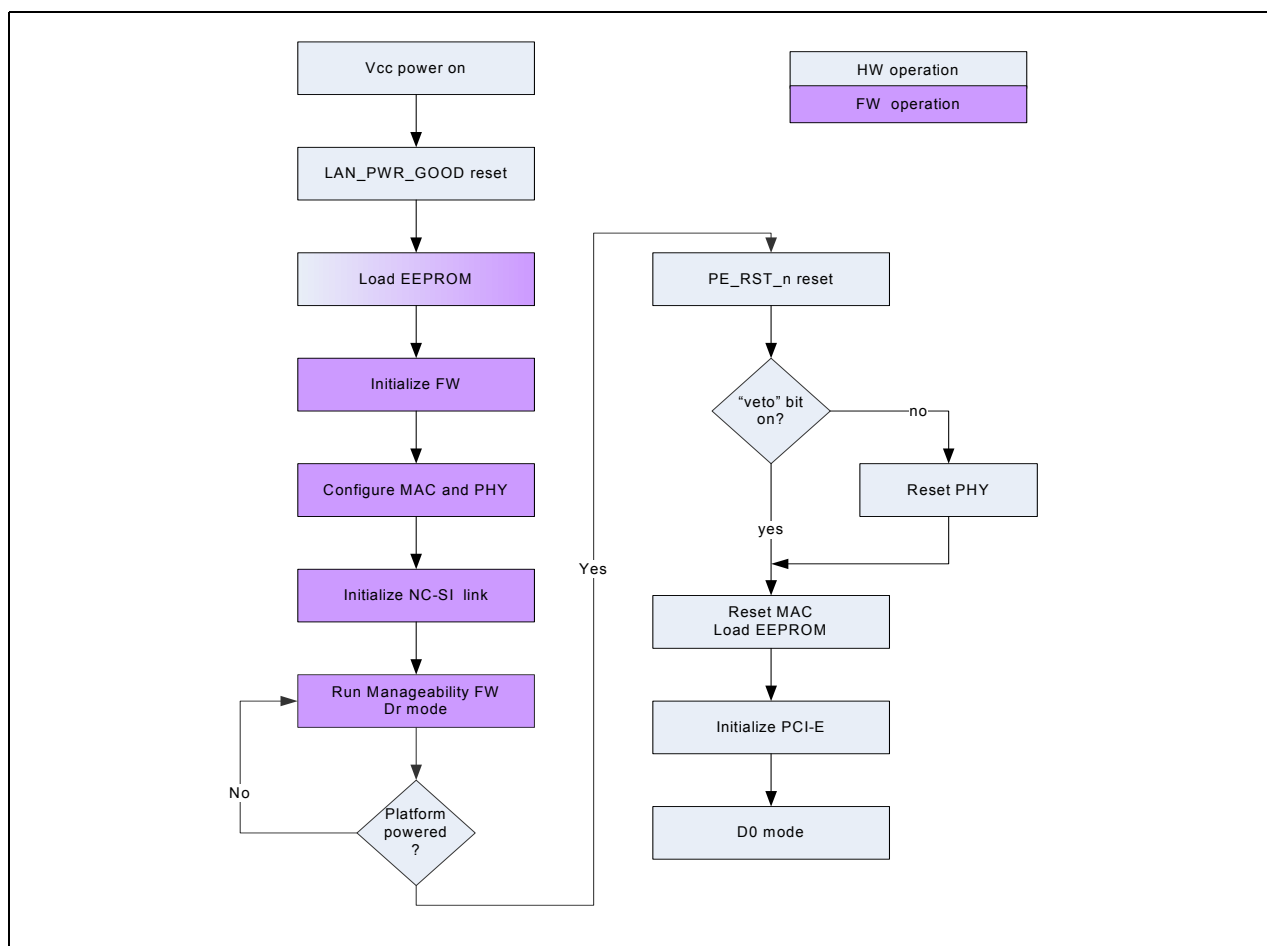 Vcc power on
HW operation
FW operation
LAN_PWR_GOOD reset
Load EEPROM
Initialize FW
Configure MAC and PHY
Initialize NC-SI link
Run Manageability FW
Dr mode
No
Platform
powered
?
Yes
PE_RST_n reset
“veto” bit
on?
no
Reset PHY
yes
Reset MAC
Load EEPROM
Initialize PCI-E
D0 mode